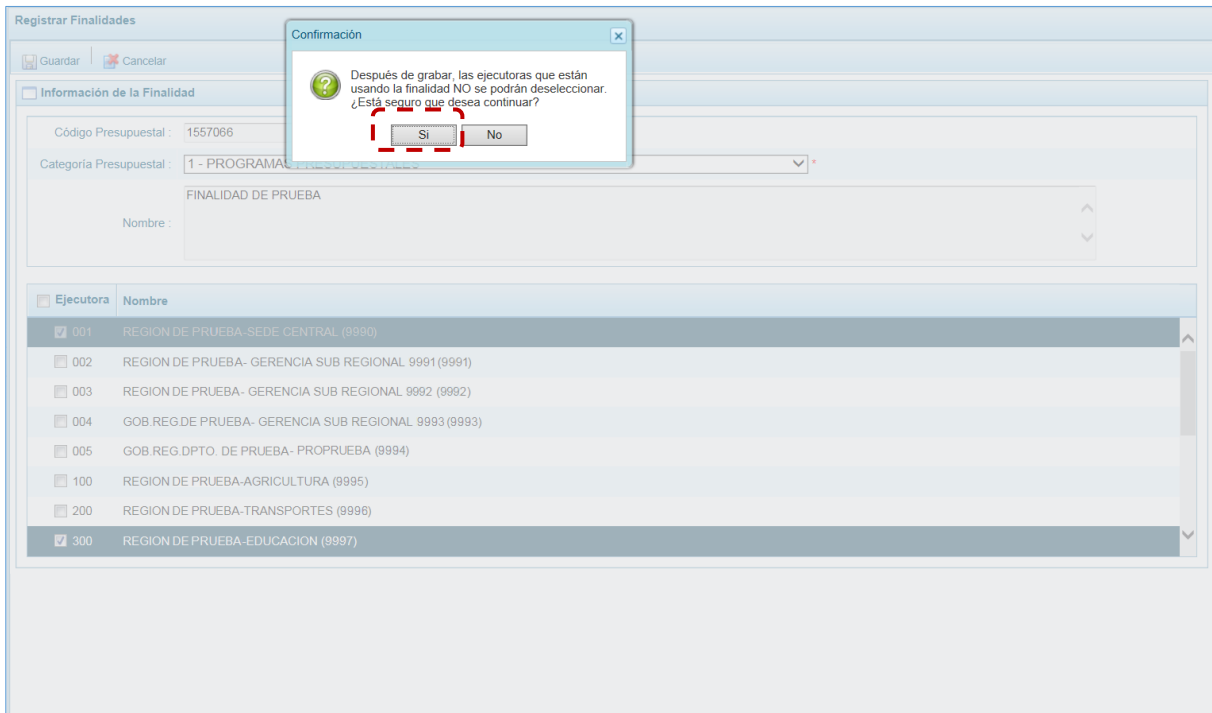 Registrar Finalidades
Confirmación
Guardar Cancelar
Después de grabar, las ejecutoras que están
usando la finalidad NO se podrán deseleccionar.
¿Está seguro que desea continuar?
Si No
Información de la Finalidad
Código Presupuestal : 1557066
Categoría Presupuestal : 1 - PROGRAMAS PRESUPUESTALES *
Nombre : FINALIDAD DE PRUEBA
Ejecutora Nombre
001 REGION DE PRUEBA-SEDE CENTRAL (9990)
002 REGION DE PRUEBA- GERENCIA SUB REGIONAL 9991 (9991)
003 REGION DE PRUEBA- GERENCIA SUB REGIONAL 9992 (9992)
004 GOB.REG.DE PRUEBA- GERENCIA SUB REGIONAL 9993 (9993)
005 GOB.REG.DPTO. DE PRUEBA- PROPRUEBA (9994)
100 REGION DE PRUEBA-AGRICULTURA (9995)
200 REGION DE PRUEBA-TRANSPORTES (9996)
300 REGION DE PRUEBA-EDUCACION (9997)